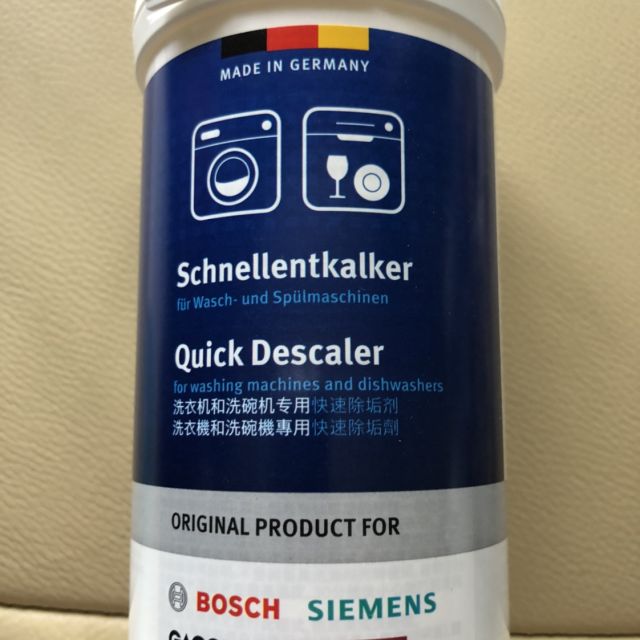 MADE IN GERMANY
Schnellentkalker
für Wasch- und Spülmaschinen
Quick Descaler
for washing machines and dishwashers
洗衣机和洗碗机专用快速除垢剂
洗衣機和洗碗機專用快速除垢劑
ORIGINAL PRODUCT FOR
BOSCH SIEMENS